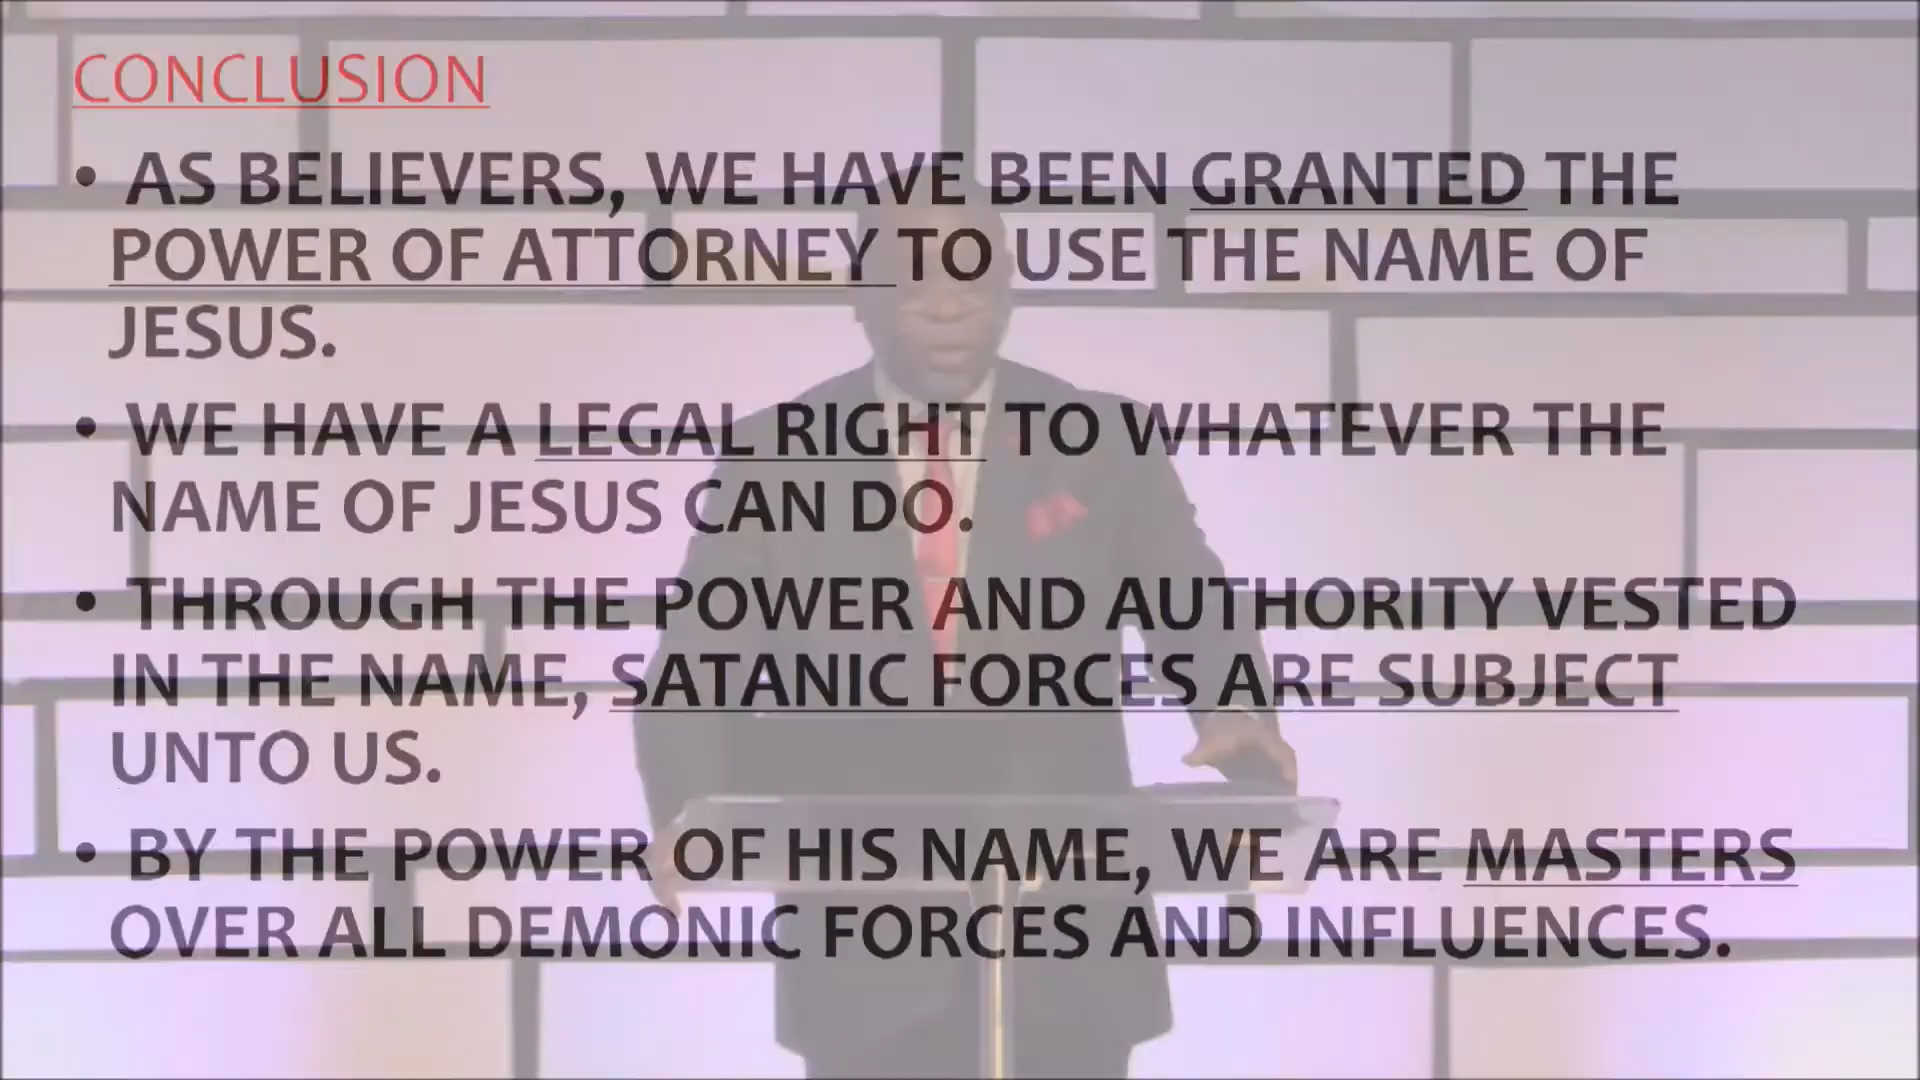 CONCLUSION
• AS BELIEVERS, WE HAVE BEEN GRANTED THE
POWER OF ATTORNEY TO USE THE NAME OF
JESUS.
• WE HAVE A LEGAL RIGHT TO WHATEVER THE
NAME OF JESUS CAN DO.
• THROUGH THE POWER AND AUTHORITY VESTED
IN THE NAME, SATANIC FORCES ARE SUBJECT
UNTO US.
• BY THE POWER OF HIS NAME, WE ARE MASTERS
OVER ALL DEMONIC FORCES AND INFLUENCES.